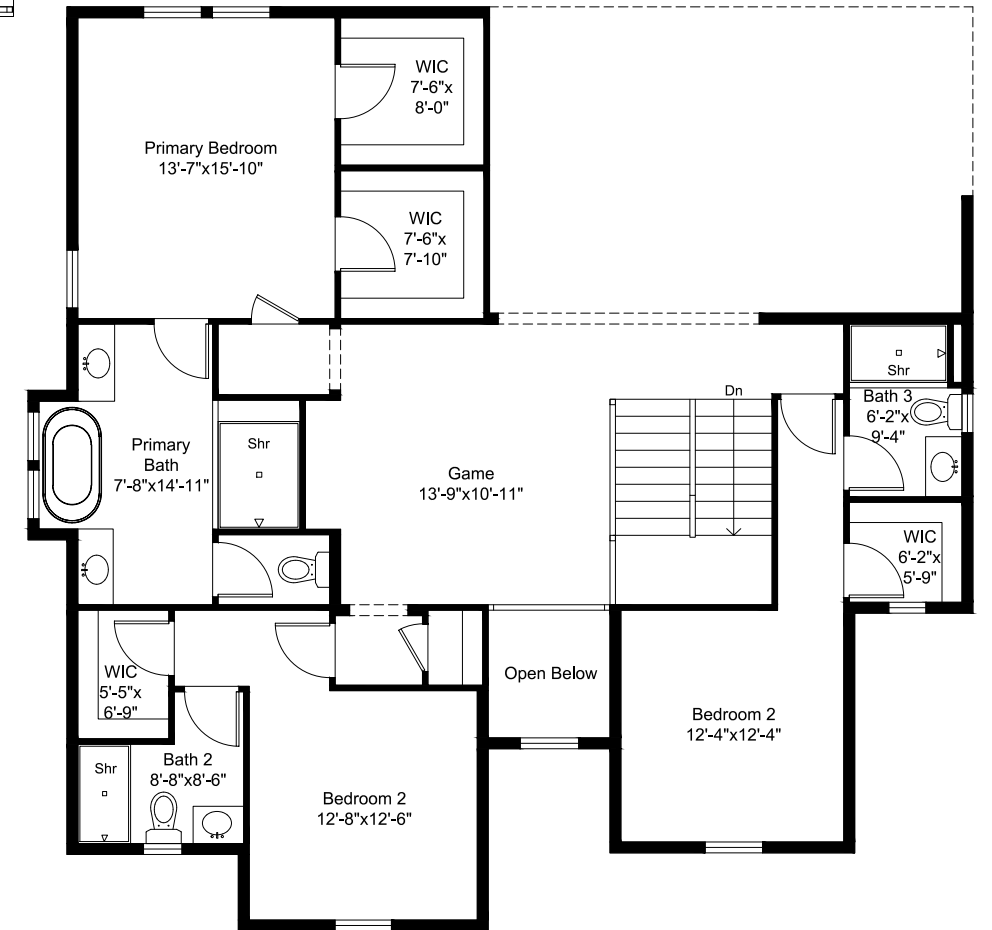 WIC
7'-6"x
8'-0"
Primary Bedroom
13'-7"x15'-10"
WIC
7'-6"x
7'-10"
Dn
Shr
Bath 3
6'-2"x
9'-4"
Shr
Primary
Bath
7'-8"x14'-11"
Game
13'-9"x10'-11"
WIC
6'-2"x
5'-9"
WIC
5'-5"x
6'-9"
Open Below
Bedroom 2
12'-4"x12'-4"
Shr
Bath 2
8'-8"x8'-6"
Bedroom 2
12'-8"x12'-6"